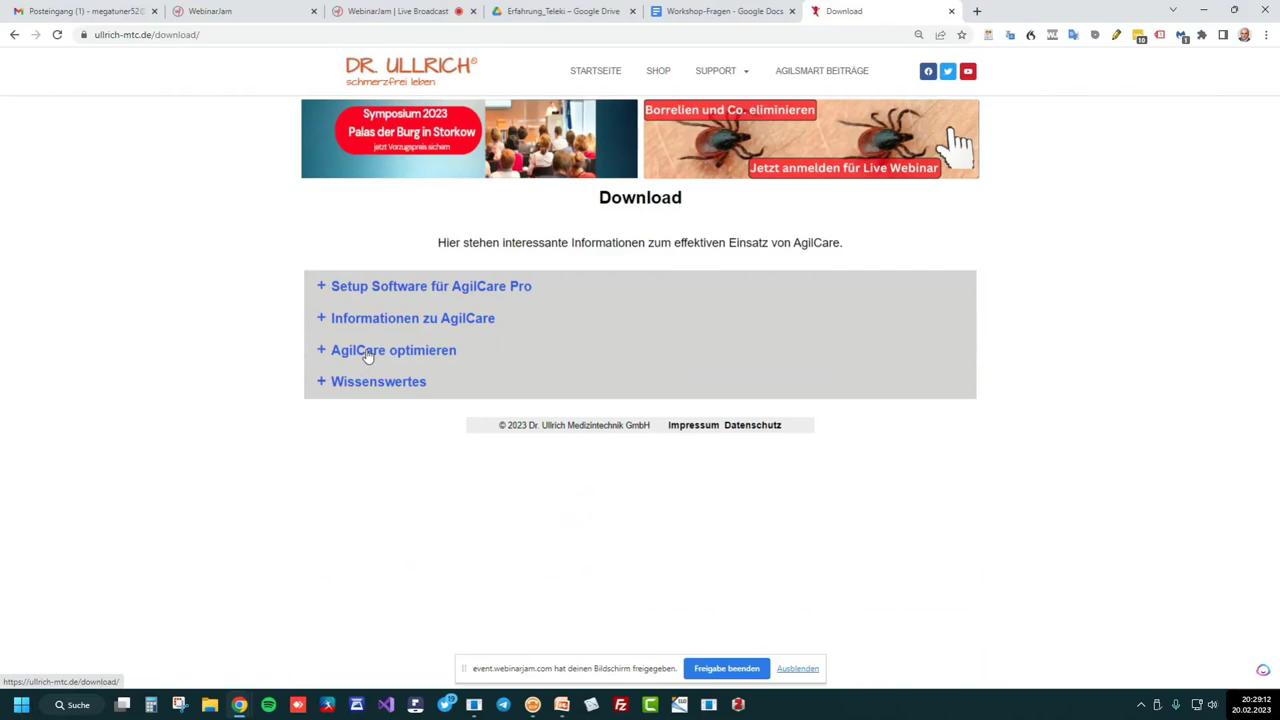 Posteingang (1) - megatuner52@
WebinarJam
WebinarJam | Live Broadcast
Erfahrung_Teleki – Google Drive
Workshop-Fragen - Google Docs
Download
ullrich-mtc.de/download/
DR. ULLRICH®
schmerzfrei leben
STARTSEITE
SHOP
SUPPORT
AGILSMART BEITRÄGE
Symposium 2023
Palas der Burg in Storkow
jetzt Vorzugspreis sichern
Borrelien und Co. eliminieren
Jetzt anmelden für Live Webinar
Download
Hier stehen interessante Informationen zum effektiven Einsatz von AgilCare.
+ Setup Software für AgilCare Pro
+ Informationen zu AgilCare
+ AgilCare optimieren
+ Wissenswertes
© 2023 Dr. Ullrich Medizintechnik GmbH Impressum Datenschutz
event.webinarjam.com hat deinen Bildschirm freigegeben. Freigabe beenden Ausblenden
https://ullrich-mtc.de/download/
Suche
20:29:12
20.02.2023